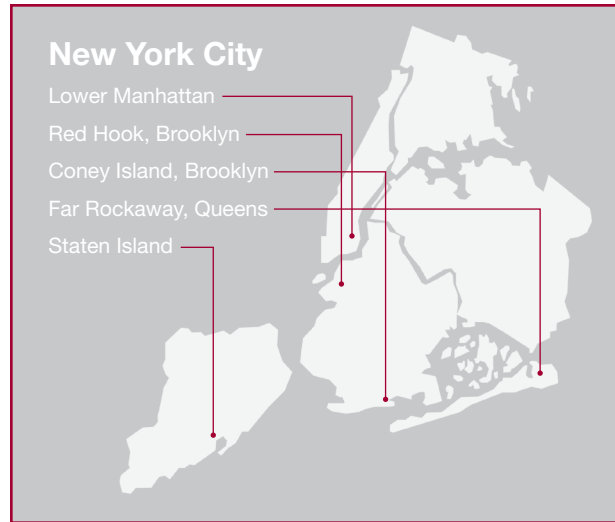 New York City
Lower Manhattan
Red Hook, Brooklyn
Coney Island, Brooklyn
Far Rockaway, Queens
Staten Island